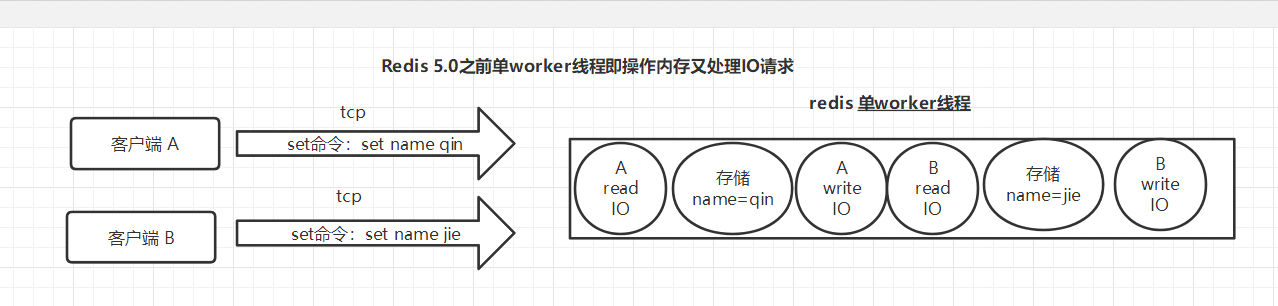 Redis 5.0之前单worker线程即操作内存又处理IO请求
redis 单worker线程
tcp
客户端 A
set命令：set name qin
tcp
客户端 B
set命令：set name jie
A
read
IO
存储
name=qin
A
write
IO
B
read
IO
存储
name=jie
B
write
IO